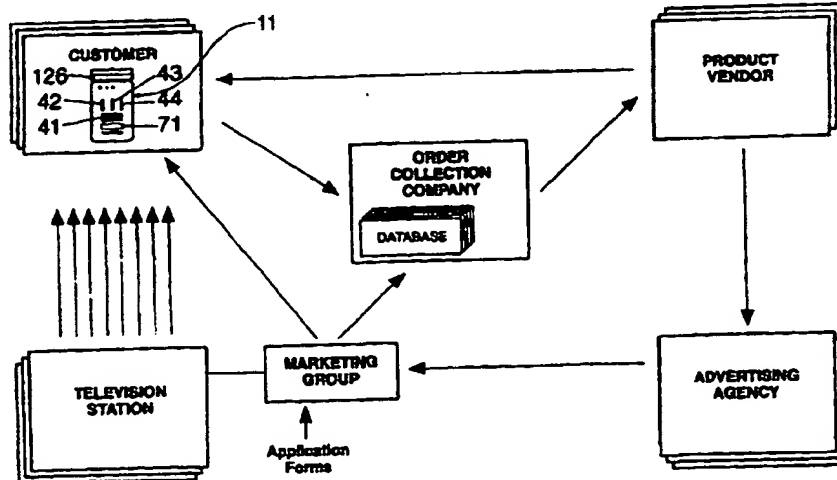 11
CUSTOMER
126
43
42
44
41
71
PRODUCT
VENDOR
ORDER
COLLECTION
COMPANY
DATABASE
TELEVISION
STATION
MARKETING
GROUP
Application
Forms
ADVERTISING
AGENCY